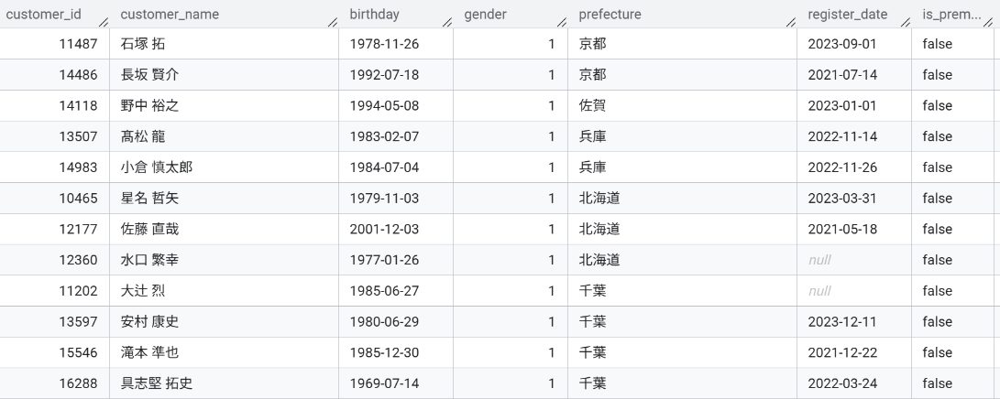 customer_id customer_name birthday gender prefecture register_date is_prem...
11487 石塚 拓 1978-11-26 1 京都 2023-09-01 false
14486 長坂 賢介 1992-07-18 1 京都 2021-07-14 false
14118 野中 裕之 1994-05-08 1 佐賀 2023-01-01 false
13507 髙松 龍 1983-02-07 1 兵庫 2022-11-14 false
14983 小倉 慎太郎 1984-07-04 1 兵庫 2022-11-26 false
10465 星名 哲矢 1979-11-03 1 北海道 2023-03-31 false
12177 佐藤 直哉 2001-12-03 1 北海道 2021-05-18 false
12360 水口 繁幸 1977-01-26 1 北海道 null false
11202 大辻 烈 1985-06-27 1 千葉 null false
13597 安村 康史 1980-06-29 1 千葉 2023-12-11 false
15546 滝本 準也 1985-12-30 1 千葉 2021-12-22 false
16288 具志堅 拓史 1969-07-14 1 千葉 2022-03-24 false